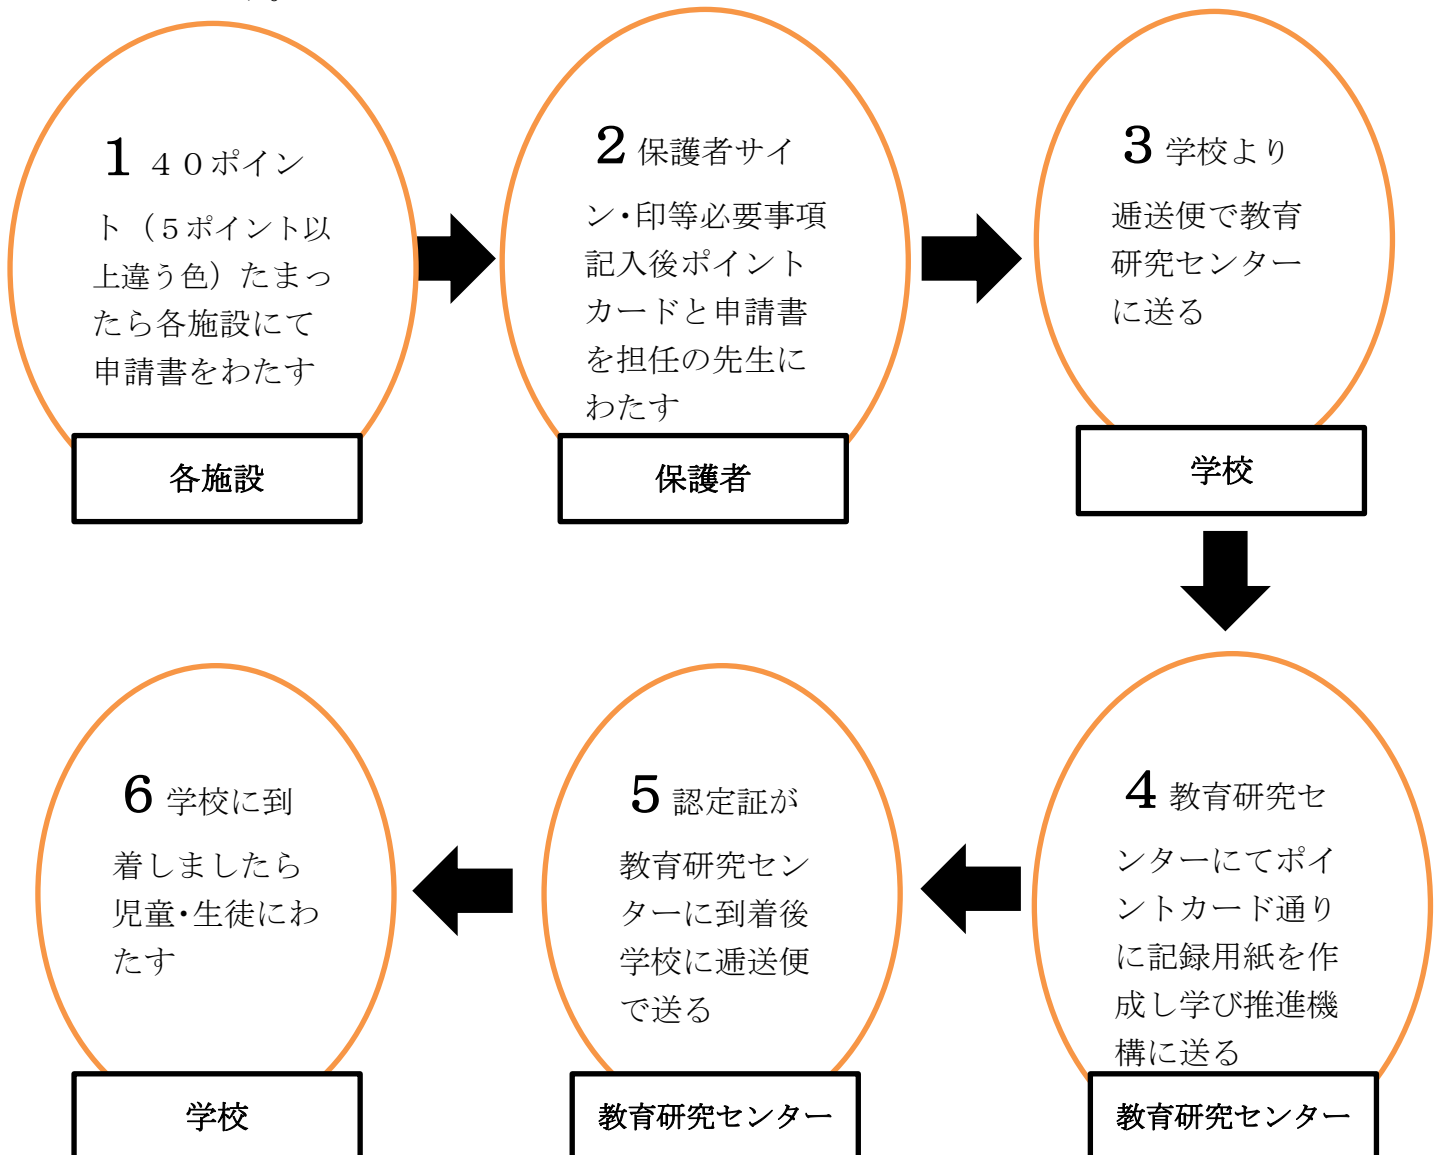 1 ４０ポイン
ト（５ポイント以
上違う色）たまっ
たら各施設にて
申請書をわたす
各施設
2 保護者サイ
ン・印等必要事項
記入後ポイント
カードと申請書
を担任の先生に
わたす
保護者
3 学校より
逓送便で教育
研究センター
に送る
学校
4 教育研究セ
ンターにてポイ
ントカード通り
に記録用紙を作
成し学び推進機
構に送る
教育研究センター
5 認定証が
教育研究セン
ターに到着後
学校に逓送便
で送る
教育研究センター
6 学校に到
着しましたら
児童・生徒にわ
たす
学校